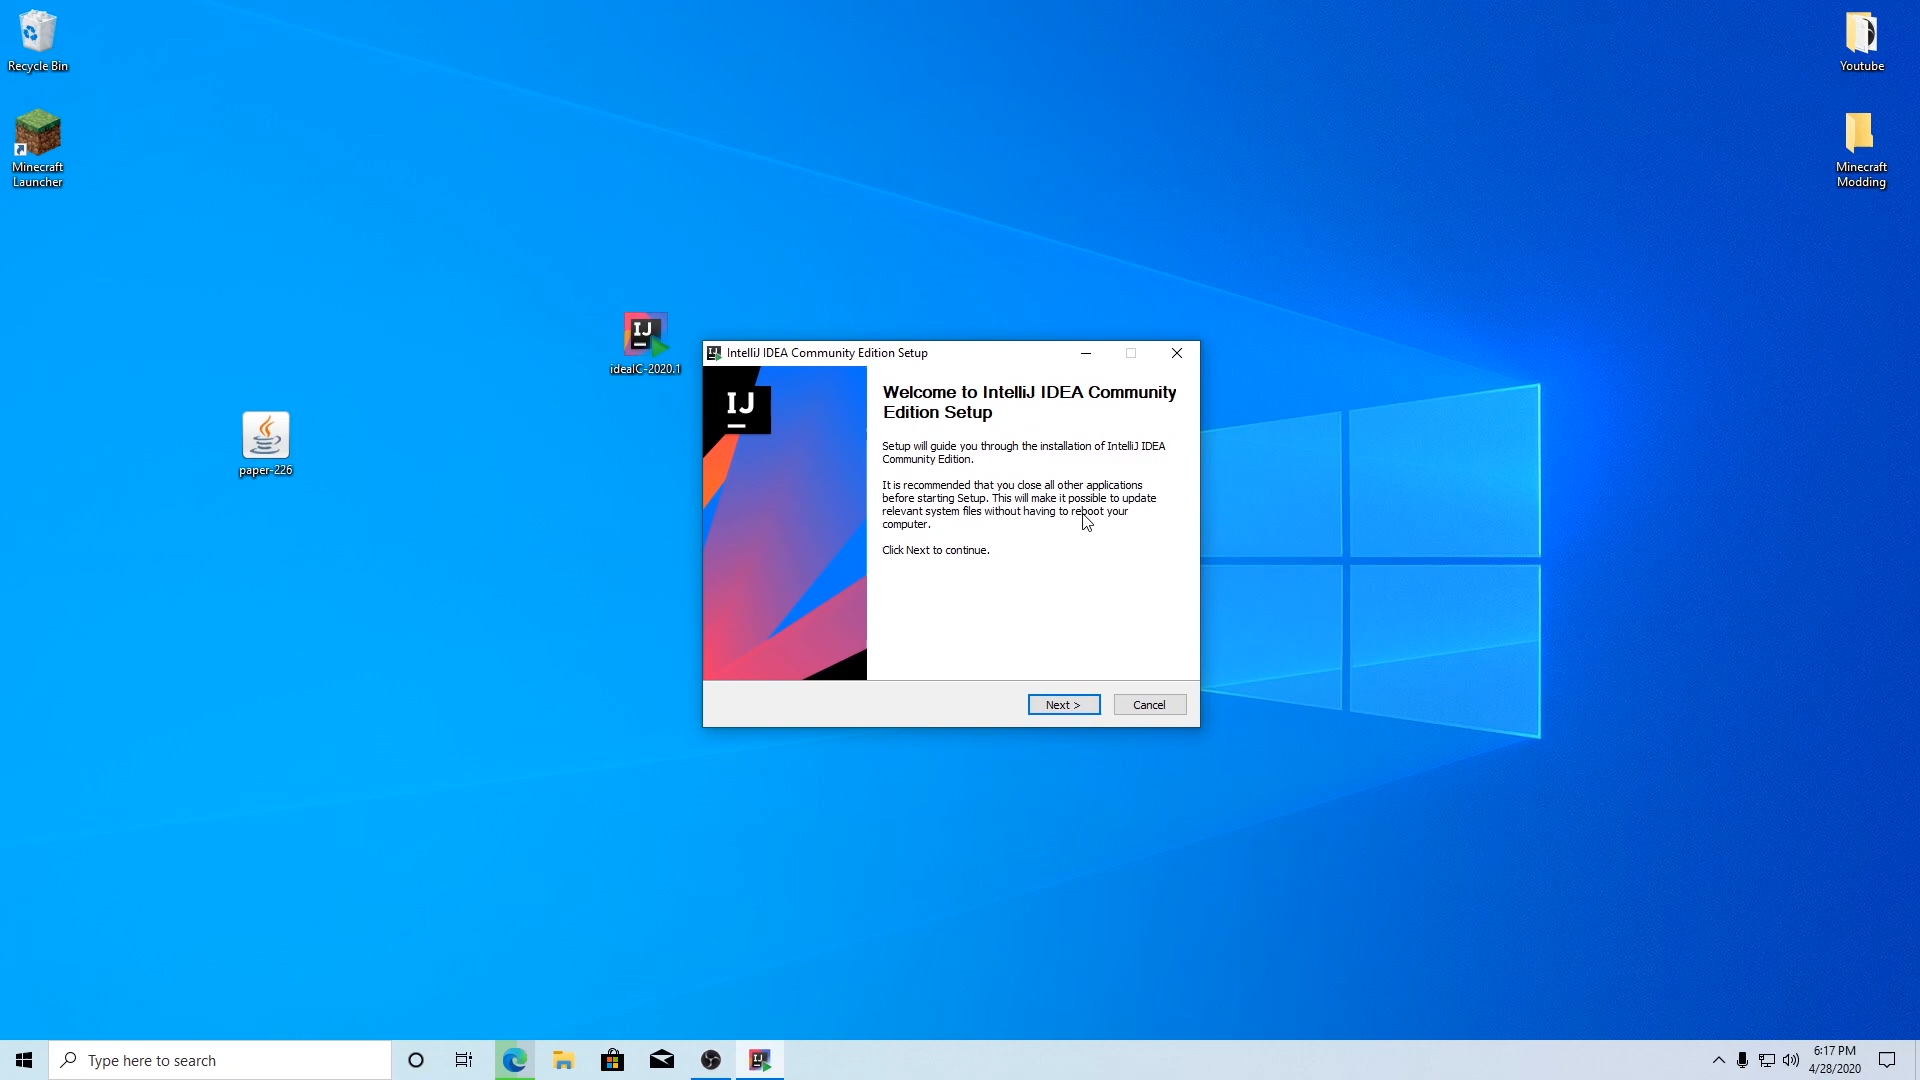 Recycle Bin
Minecraft
Launcher
Youtube
Minecraft
Modding
IJ
ideaIC-2020.1
paper-226
IJ
IntelliJ IDEA Community Edition Setup
IJ
Welcome to IntelliJ IDEA Community
Edition Setup
Setup will guide you through the installation of IntelliJ IDEA
Community Edition.
It is recommended that you close all other applications
before starting Setup. This will make it possible to update
relevant system files without having to reboot your
computer.
Click Next to continue.
Next >
Cancel
Type here to search
IJ
6:17 PM
4/28/2020